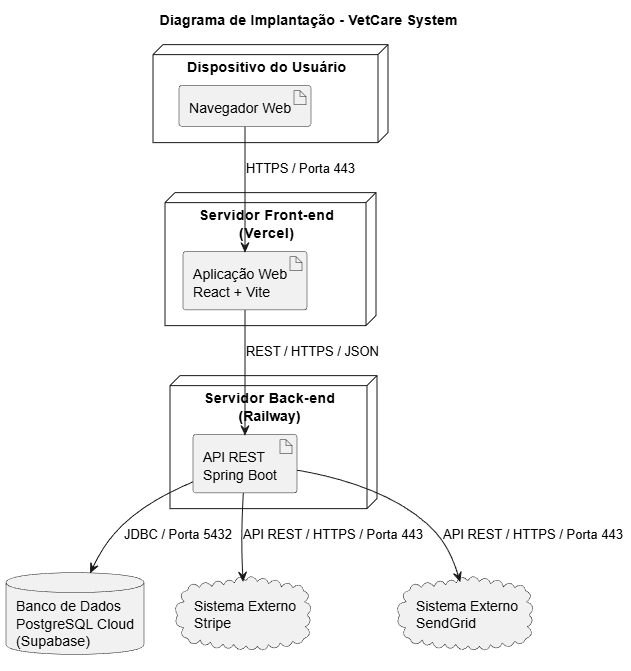 Diagrama de Implantação - VetCare System
Dispositivo do Usuário
Navegador Web
HTTPS / Porta 443
Servidor Front-end
(Vercel)
Aplicação Web
React + Vite
REST / HTTPS / JSON
Servidor Back-end
(Railway)
API REST
Spring Boot
JDBC / Porta 5432
API REST / HTTPS / Porta 443
API REST / HTTPS / Porta 443
Banco de Dados
PostgreSQL Cloud
(Supabase)
Sistema Externo
Stripe
Sistema Externo
SendGrid